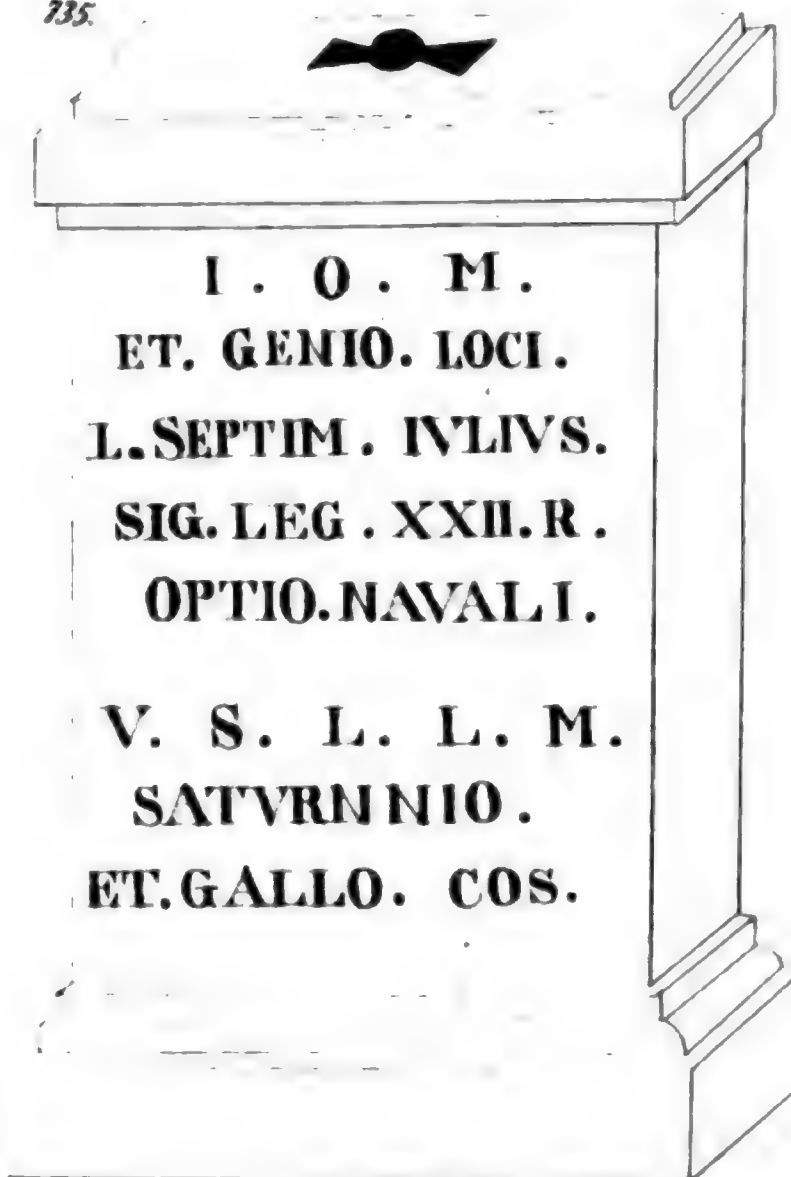 735.
I . O . M .
ET. GENIO. LOCI .
L. SEPTIM . IVLIVS.
SIG. LEG . XXII. R .
OPTIO. NAVALI .
V. S. L. L. M.
SATVRNNIO .
ET. GALLO. COS.